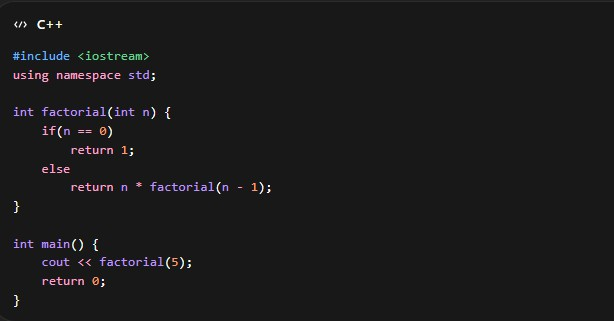 </> C++
#include <iostream>
using namespace std;

int factorial(int n) {
    if(n == 0)
        return 1;
    else
        return n * factorial(n - 1);
}

int main() {
    cout << factorial(5);
    return 0;
}